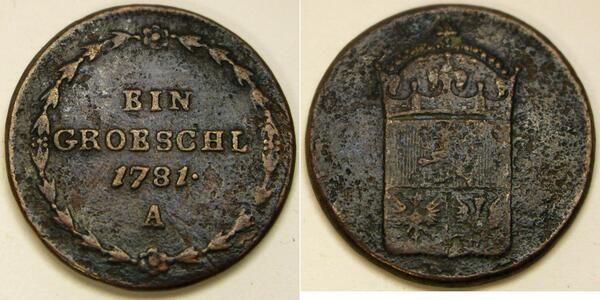 EIN
GROESCHL
1781.
A